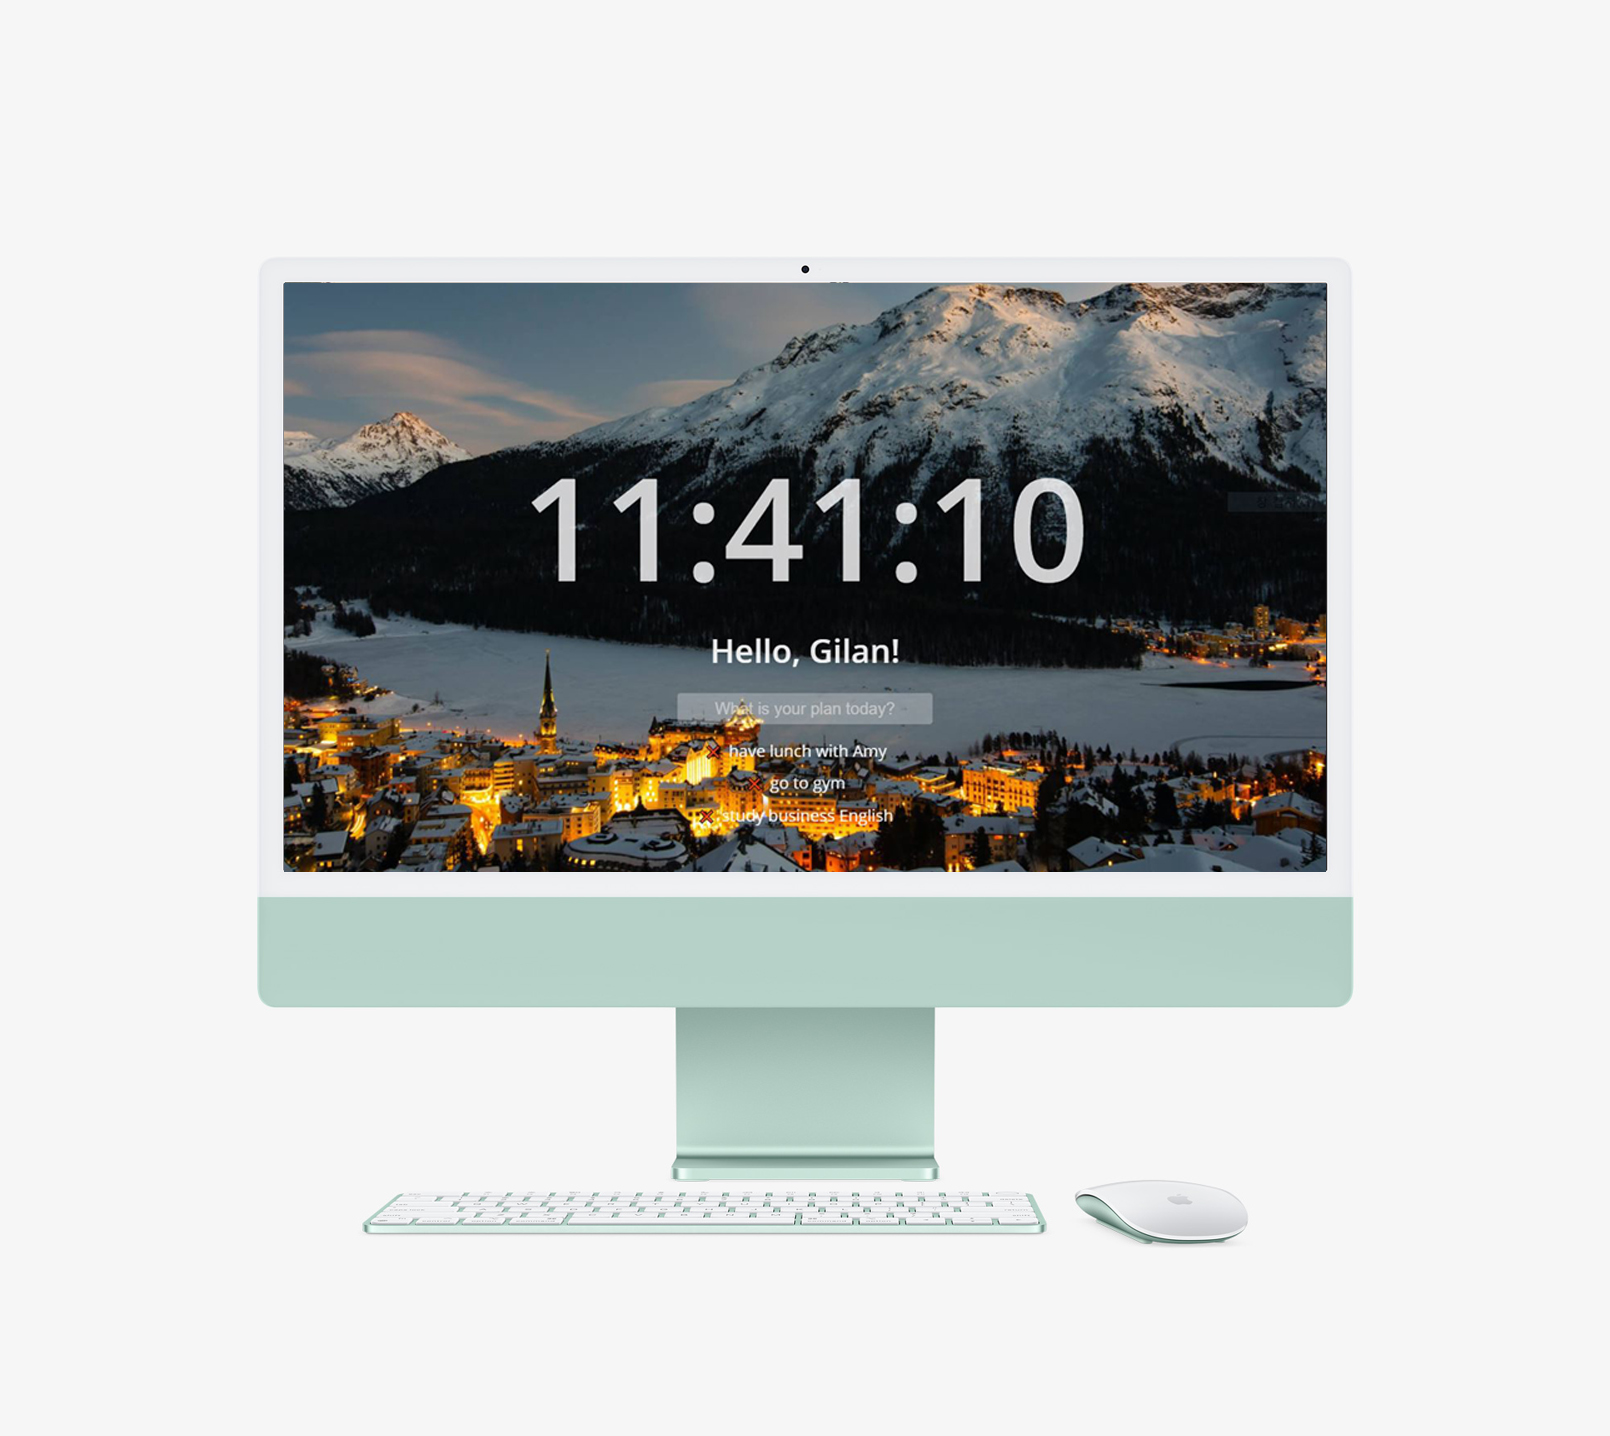 11:41:10
Hello, Gilan!
What is your plan today?
have lunch with Amy
go to gym
study business English